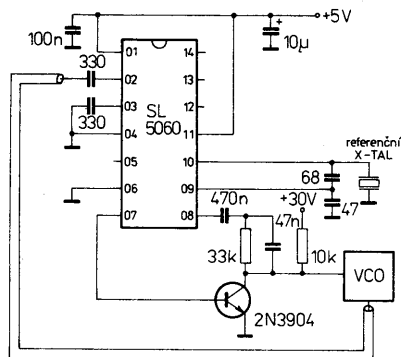 +5V
100n
10µ
330
330
01
02
03
04
05
06
07
SL
5060
14
13
12
11
10
09
08
referenční
X-TAL
68
47
470n
47n
+30V
33k
10k
VCO
2N3904